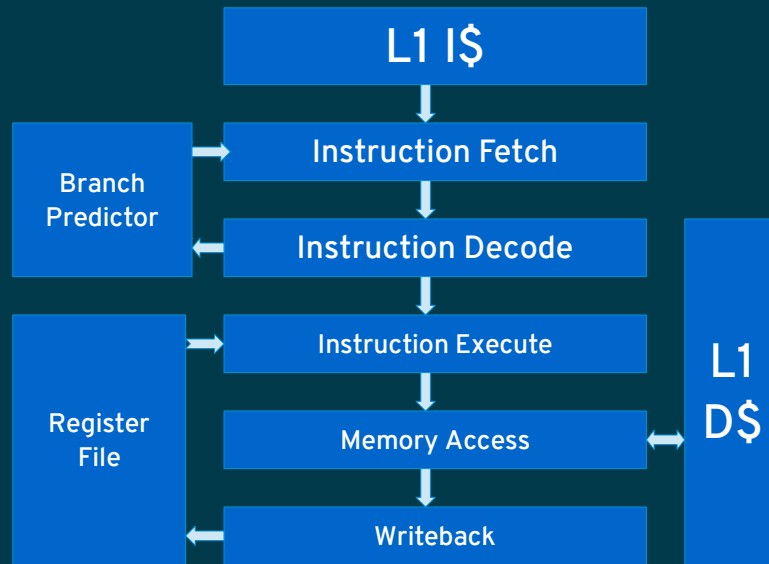 L1 I$
Instruction Fetch
Branch
Predictor
Instruction Decode
Instruction Execute
L1
D$
Register
File
Memory Access
Writeback